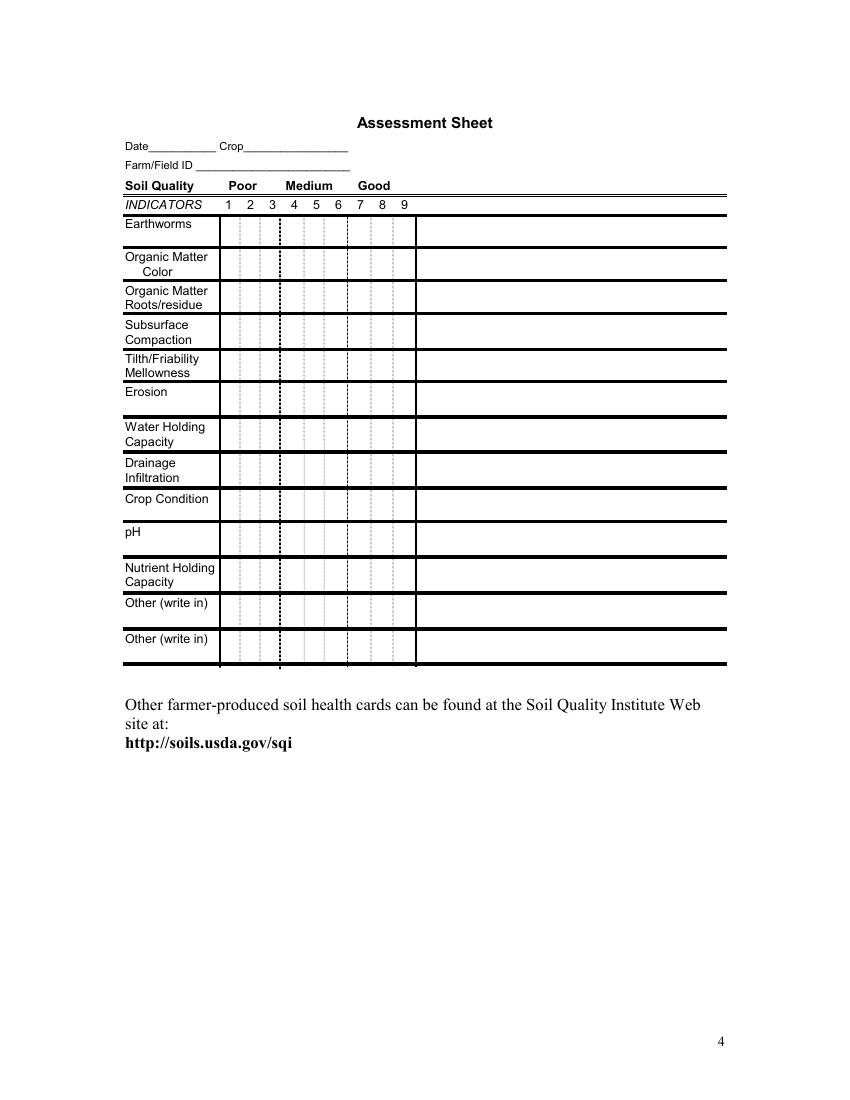 Assessment Sheet
Date___________ Crop_________________
Farm/Field ID _________________________
Soil Quality Poor Medium Good
INDICATORS 1 2 3 4 5 6 7 8 9
Earthworms
Organic Matter
Color
Organic Matter
Roots/residue
Subsurface
Compaction
Tilth/Friability
Mellowness
Erosion
Water Holding
Capacity
Drainage
Infiltration
Crop Condition
pH
Nutrient Holding
Capacity
Other (write in)
Other (write in)
Other farmer-produced soil health cards can be found at the Soil Quality Institute Web
site at:
http://soils.usda.gov/sqi
4